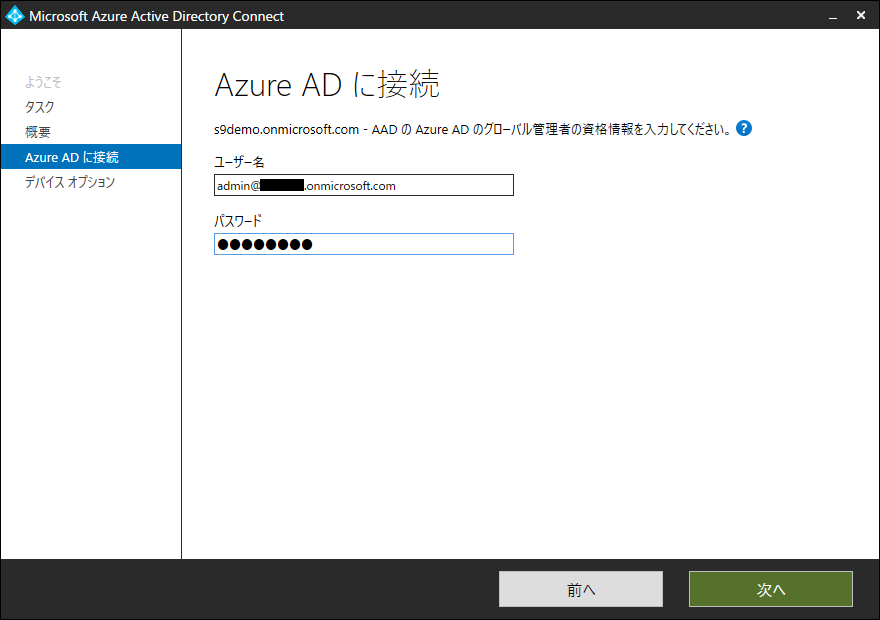 Microsoft Azure Active Directory Connect
ようこそ
タスク
概要
Azure AD に接続
デバイス オプション
Azure AD に接続
s9demo.onmicrosoft.com - AAD の Azure AD のグローバル管理者の資格情報を入力してください。 ?
ユーザー名
admin@ .onmicrosoft.com
パスワード
●●●●●●●●
前へ
次へ